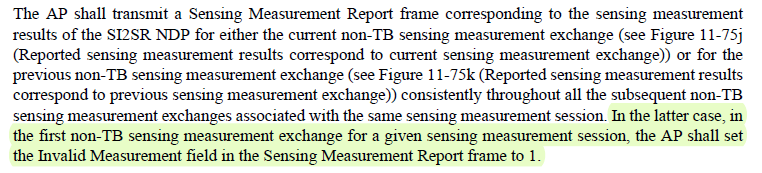 The AP shall transmit a Sensing Measurement Report frame corresponding to the sensing measurement
results of the SI2SR NDP for either the current non-TB sensing measurement exchange (see Figure 11-75j
(Reported sensing measurement results correspond to current sensing measurement exchange)) or for the
previous non-TB sensing measurement exchange (see Figure 11-75k (Reported sensing measurement results
correspond to previous sensing measurement exchange)) consistently throughout all the subsequent non-TB
sensing measurement exchanges associated with the same sensing measurement session. In the latter case, in
the first non-TB sensing measurement exchange for a given sensing measurement session, the AP shall set
the Invalid Measurement field in the Sensing Measurement Report frame to 1.